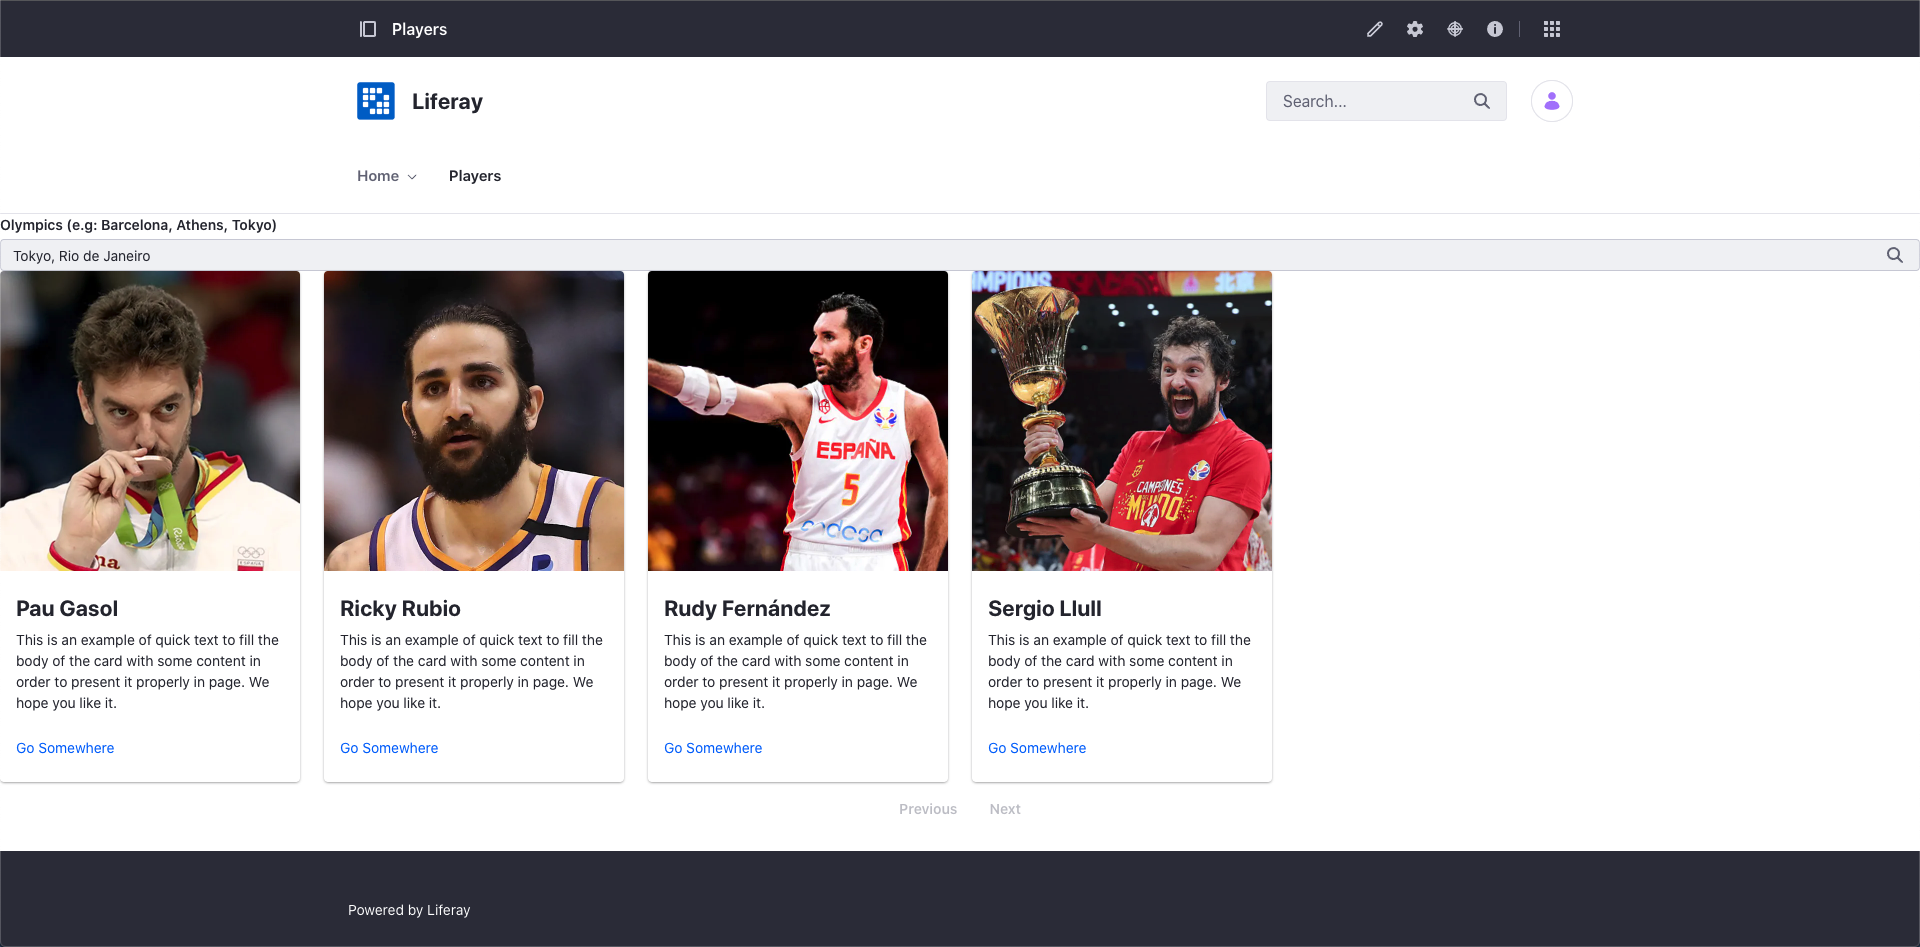 Players
Liferay
Search...
Home
Players
Olympics (e.g: Barcelona, Athens, Tokyo)
Tokyo, Rio de Janeiro
MPIONS
ESPAÑA
5
endesa
CAMPEONES
ESPAÑA
Pau Gasol
This is an example of quick text to fill the
body of the card with some content in
order to present it properly in page. We
hope you like it.
Go Somewhere
Ricky Rubio
This is an example of quick text to fill the
body of the card with some content in
order to present it properly in page. We
hope you like it.
Go Somewhere
Rudy Fernández
This is an example of quick text to fill the
body of the card with some content in
order to present it properly in page. We
hope you like it.
Go Somewhere
Sergio Llull
This is an example of quick text to fill the
body of the card with some content in
order to present it properly in page. We
hope you like it.
Go Somewhere
Previous
Next
Powered by Liferay